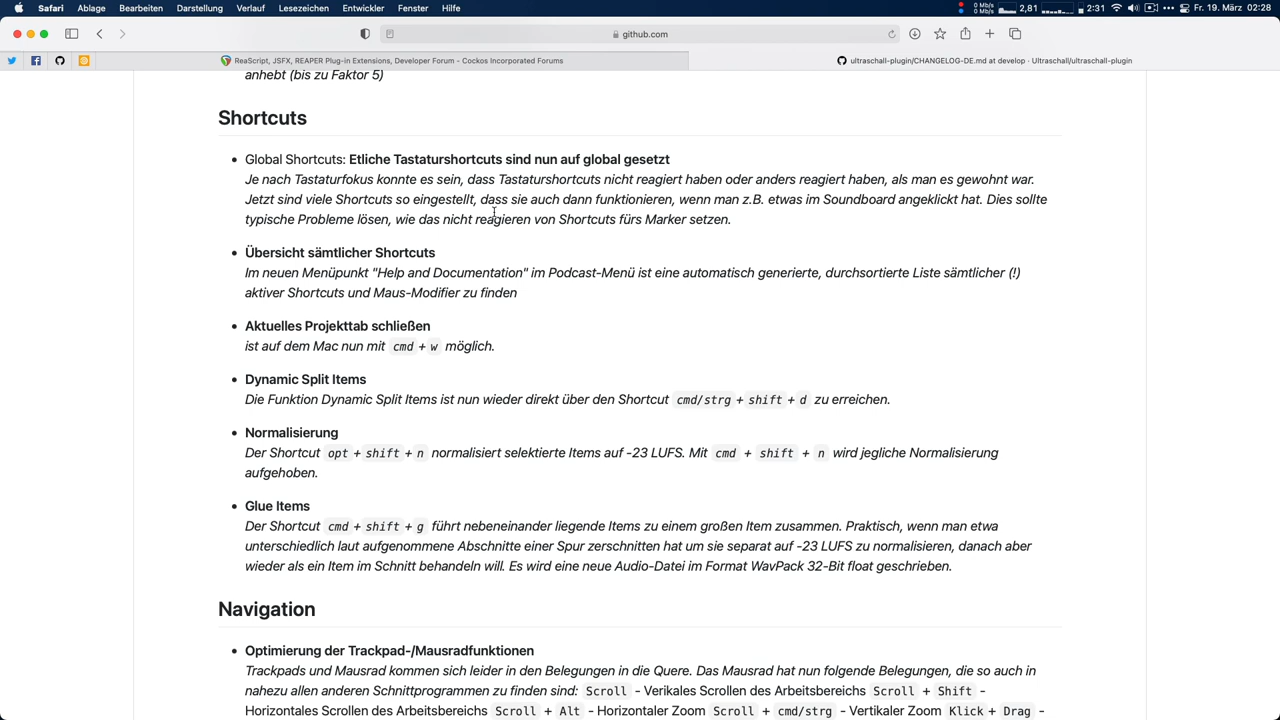 Safari Ablage Bearbeiten Darstellung Verlauf Lesezeichen Entwickler Fenster Hilfe 0 Mb/s 0 Mb/s 2,81 2:31 Fr. 19. März 02:28
github.com
ReaScript, JSFX, REAPER Plug-in Extensions, Developer Forum - Cockos Incorporated Forums ultraschall-plugin/CHANGELOG-DE.md at develop · Ultraschall/ultraschall-plugin
anhebt (bis zu Faktor 5)
Shortcuts
Global Shortcuts: Etliche Tastaturshortcuts sind nun auf global gesetzt
Je nach Tastaturfokus konnte es sein, dass Tastaturshortcuts nicht reagiert haben oder anders reagiert haben, als man es gewohnt war.
Jetzt sind viele Shortcuts so eingestellt, dass sie auch dann funktionieren, wenn man z.B. etwas im Soundboard angeklickt hat. Dies sollte
typische Probleme lösen, wie das nicht reagieren von Shortcuts fürs Marker setzen.
Übersicht sämtlicher Shortcuts
Im neuen Menüpunkt "Help and Documentation" im Podcast-Menü ist eine automatisch generierte, durchsortierte Liste sämtlicher (!)
aktiver Shortcuts und Maus-Modifier zu finden
Aktuelles Projekttab schließen
ist auf dem Mac nun mit cmd + w möglich.
Dynamic Split Items
Die Funktion Dynamic Split Items ist nun wieder direkt über den Shortcut cmd/strg + shift + d zu erreichen.
Normalisierung
Der Shortcut opt + shift + n normalisiert selektierte Items auf -23 LUFS. Mit cmd + shift + n wird jegliche Normalisierung
aufgehoben.
Glue Items
Der Shortcut cmd + shift + g führt nebeneinander liegende Items zu einem großen Item zusammen. Praktisch, wenn man etwa
unterschiedlich laut aufgenommene Abschnitte einer Spur zerschnitten hat um sie separat auf -23 LUFS zu normalisieren, danach aber
wieder als ein Item im Schnitt behandeln will. Es wird eine neue Audio-Datei im Format WavPack 32-Bit float geschrieben.
Navigation
Optimierung der Trackpad-/Mausradfunktionen
Trackpads und Mausrad kommen sich leider in den Belegungen in die Quere. Das Mausrad hat nun folgende Belegungen, die so auch in
nahezu allen anderen Schnittprogrammen zu finden sind: Scroll - Verikales Scrollen des Arbeitsbereichs Scroll + Shift -
Horizontales Scrollen des Arbeitsbereichs Scroll + Alt - Horizontaler Zoom Scroll + cmd/strg - Vertikaler Zoom Klick + Drag -